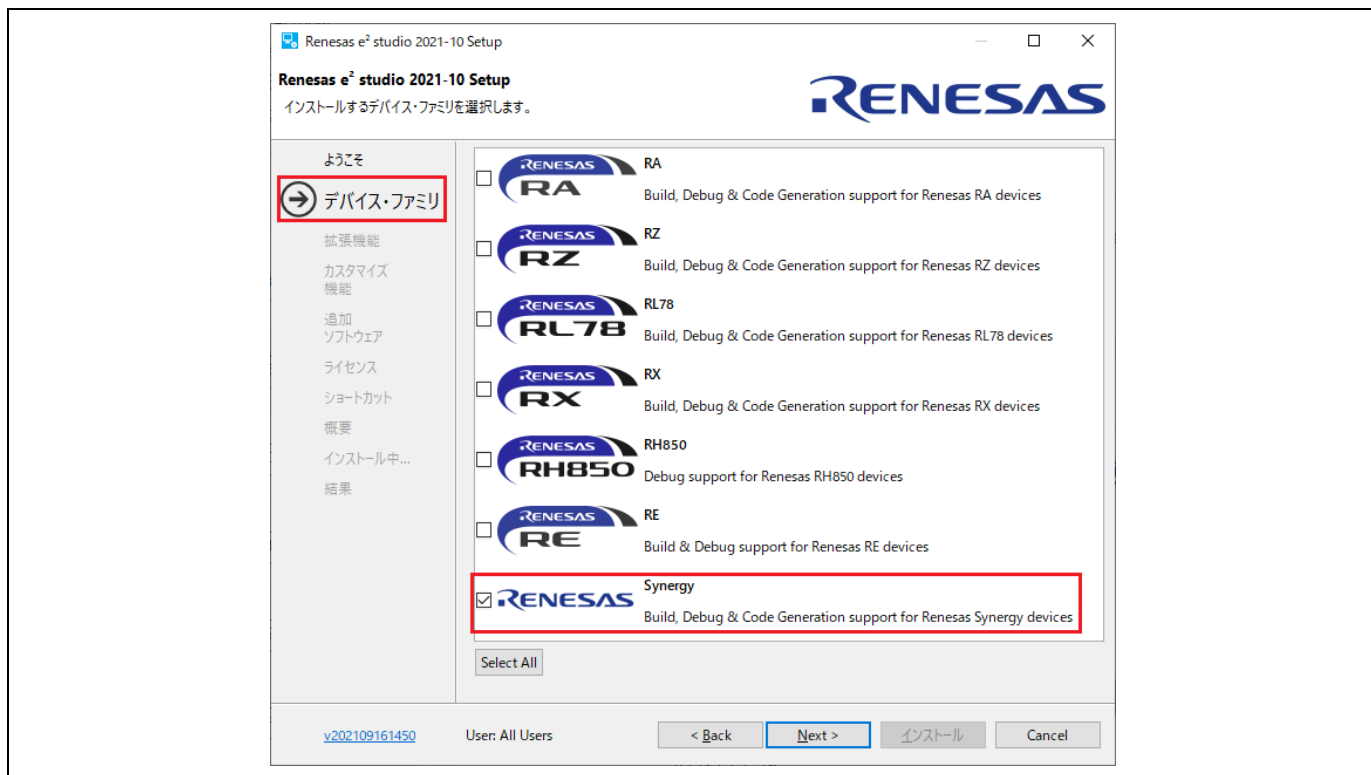 Renesas e² studio 2021-10 Setup
Renesas e² studio 2021-10 Setup
インストールするデバイス・ファミリを選択します。
RENESAS
ようこそ
デバイス・ファミリ
拡張機能
カスタマイズ
機能
追加
ソフトウェア
ライセンス
ショートカット
概要
インストール中...
結果
RENESAS
RA
RA
Build, Debug & Code Generation support for Renesas RA devices
RENESAS
RZ
RZ
Build, Debug & Code Generation support for Renesas RZ devices
RENESAS
RL78
RL78
Build, Debug & Code Generation support for Renesas RL78 devices
RENESAS
RX
RX
Build, Debug & Code Generation support for Renesas RX devices
RENESAS
RH850
RH850
Debug support for Renesas RH850 devices
RENESAS
RE
RE
Build & Debug support for Renesas RE devices
RENESAS
Synergy
Build, Debug & Code Generation support for Renesas Synergy devices
Select All
v202109161450
User: All Users
< Back
Next >
インストール
Cancel